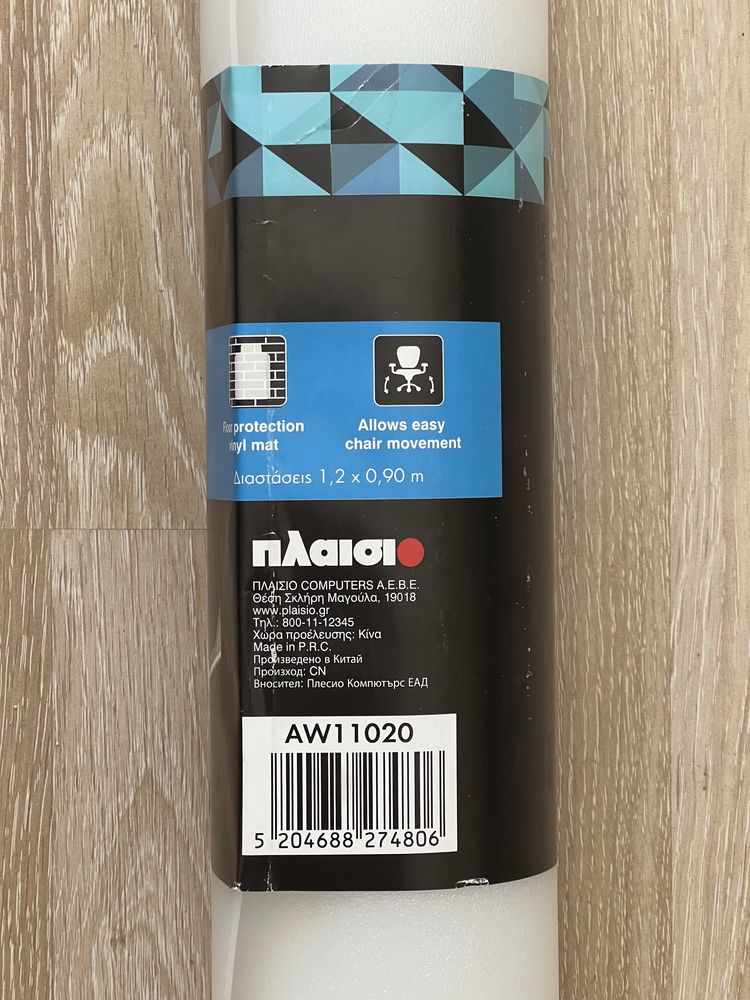 Floor protection
vinyl mat
Allows easy
chair movement
Διαστάσεις 1,2 x 0,90 m
πλαισιο
ΠΛΑΙΣΙΟ COMPUTERS A.E.B.E.
Θέση Σκλήρη Μαγούλα, 19018
www.plaisio.gr
Τηλ.: 800-11-12345
Χώρα προέλευσης: Κίνα
Made in P.R.C.
Произведено в Китай
Произход: CN
Вносител: Плесио Компютърс ЕАД
AW11020
5 204688 274806